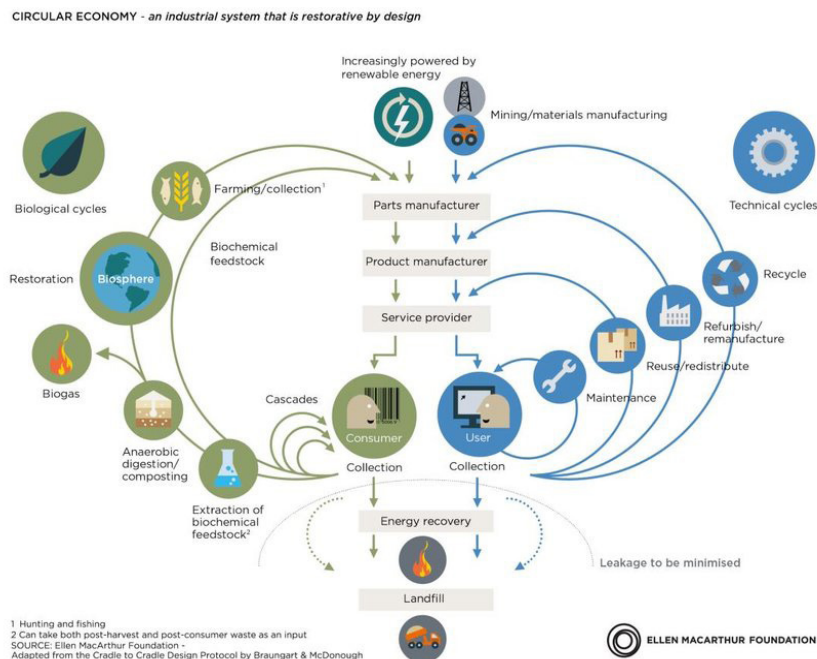 CIRCULAR ECONOMY - an industrial system that is restorative by design
Increasingly powered by
renewable energy
Mining/materials manufacturing
Biological cycles
Farming/collection1
Parts manufacturer
Technical cycles
Biochemical
feedstock
Restoration
Biosphere
Product manufacturer
Recycle
Service provider
Refurbish/
remanufacture
Biogas
Reuse/redistribute
Cascades
Maintenance
Consumer
User
Anaerobic
digestion/
composting
Collection
Collection
Extraction of
biochemical
feedstock2
Energy recovery
Leakage to be minimised
Landfill
1 Hunting and fishing
2 Can take both post-harvest and post-consumer waste as an input
SOURCE: Ellen MacArthur Foundation -
Adapted from the Cradle to Cradle Design Protocol by Braungart & McDonough
ELLEN MACARTHUR FOUNDATION